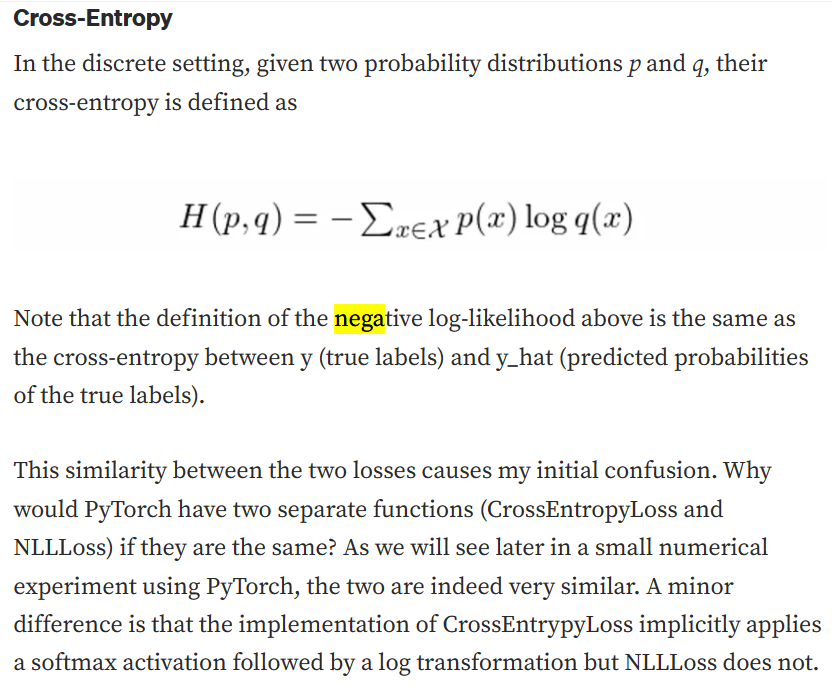 Cross-Entropy
In the discrete setting, given two probability distributions p and q, their
cross-entropy is defined as
H(p,q) = − ∑x∈𝒳 p(x) log q(x)
Note that the definition of the negative log-likelihood above is the same as
the cross-entropy between y (true labels) and y_hat (predicted probabilities
of the true labels).
This similarity between the two losses causes my initial confusion. Why
would PyTorch have two separate functions (CrossEntropyLoss and
NLLLoss) if they are the same? As we will see later in a small numerical
experiment using PyTorch, the two are indeed very similar. A minor
difference is that the implementation of CrossEntrypyLoss implicitly applies
a softmax activation followed by a log transformation but NLLLoss does not.